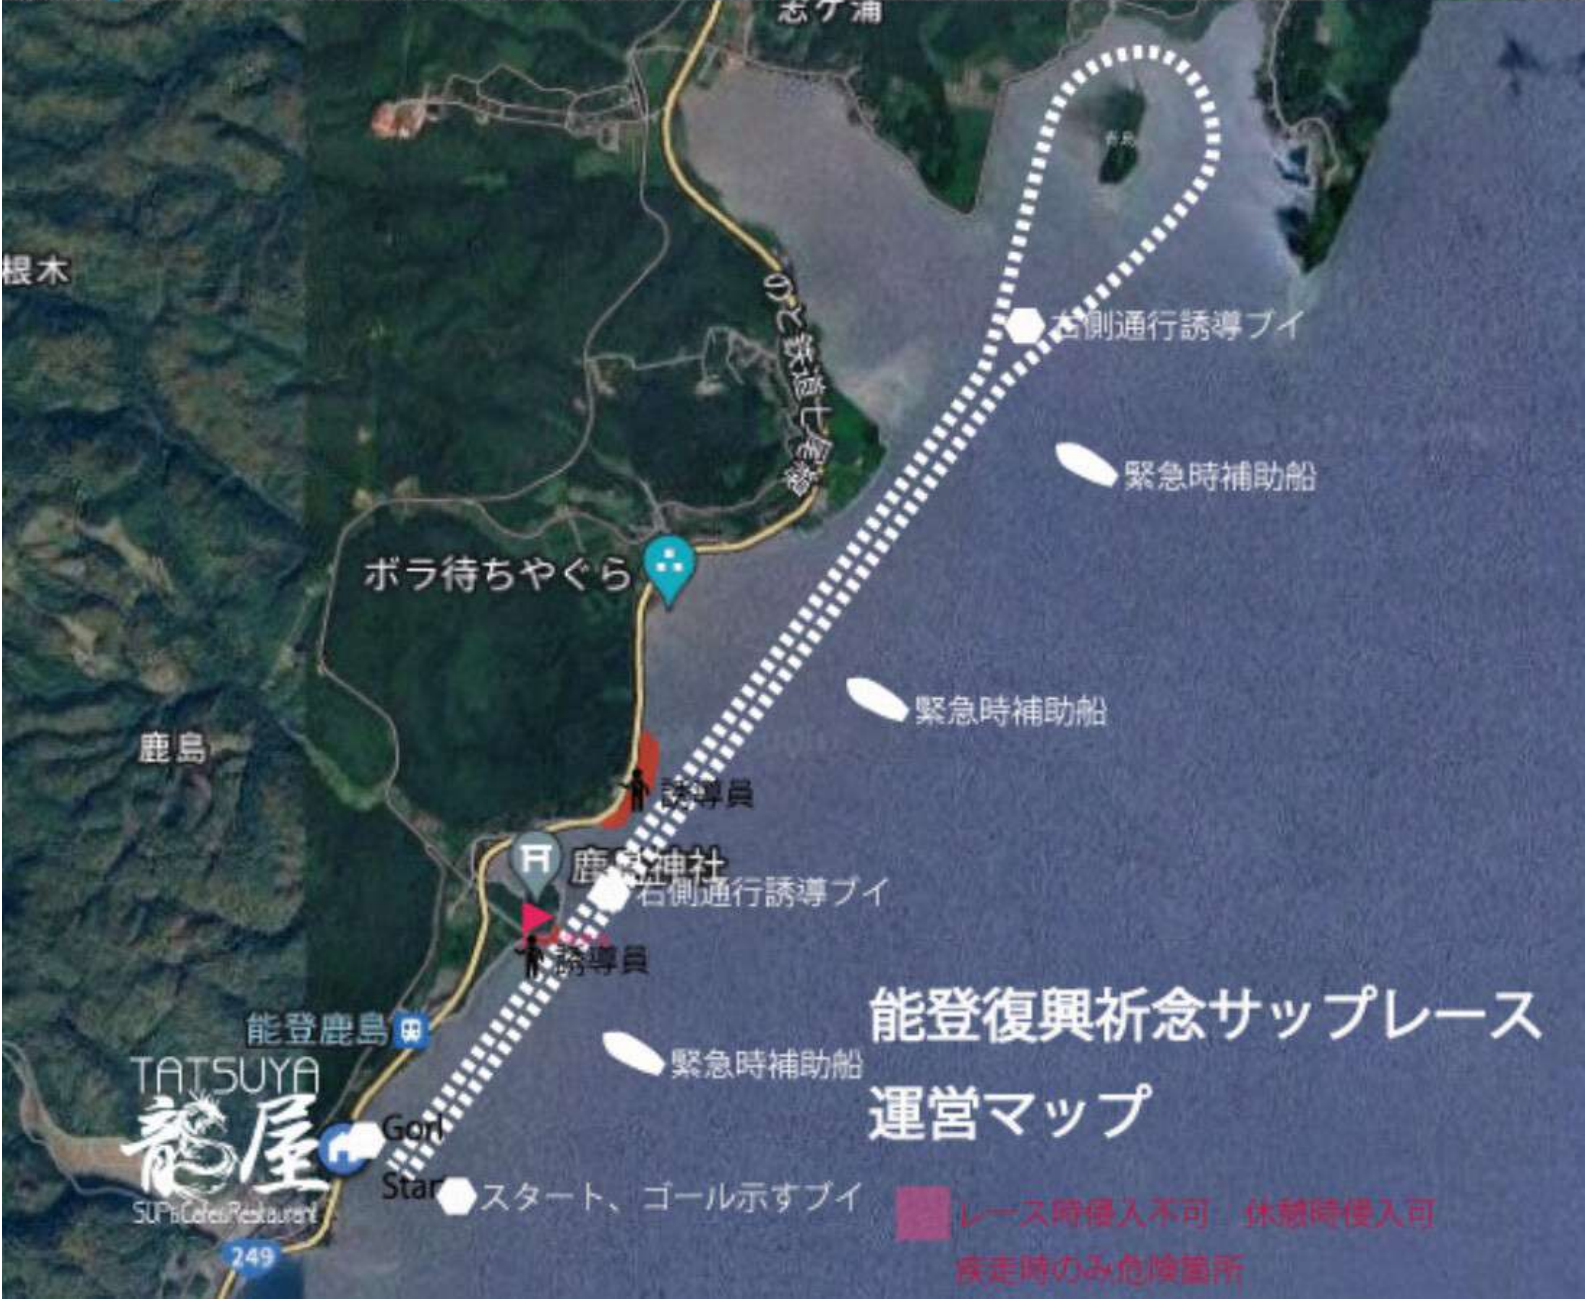 志ケ浦
根木
のと鉄道七尾線
右側通行誘導ブイ
緊急時補助船
ボラ待ちやぐら
緊急時補助船
鹿島
誘導員
鹿島神社
右側通行誘導ブイ
誘導員
能登復興祈念サップレース
能登鹿島
緊急時補助船
TATSUYA
運営マップ
龍屋
Gorl
Start
スタート、ゴール示すブイ
レース時侵入不可 休憩時侵入可
249
疾走時のみ危険箇所